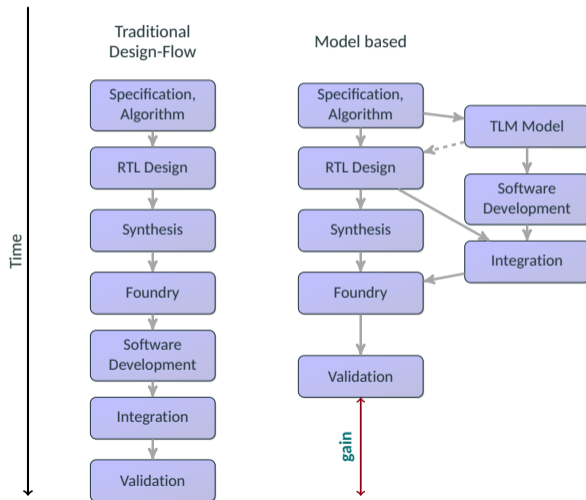 Traditional
Design-Flow
Model based
Specification,
Algorithm
RTL Design
Synthesis
Foundry
Software
Development
Integration
Validation
Specification,
Algorithm
RTL Design
Synthesis
Foundry
Validation
TLM Model
Software
Development
Integration
Time
gain